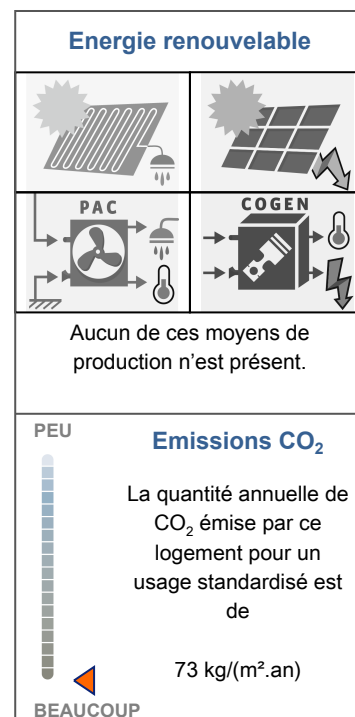 Energie renouvelable
PAC
COGEN
Aucun de ces moyens de
production n’est présent.
PEU
Emissions CO₂
La quantité annuelle de
CO₂ émise par ce
logement pour un
usage standardisé est
de
73 kg/(m².an)
BEAUCOUP